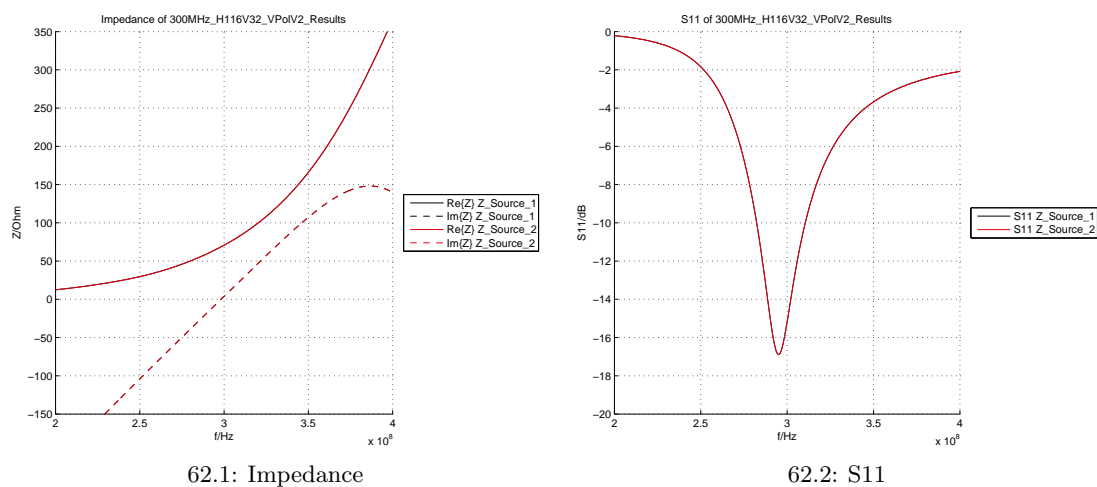 Impedance of 300MHz_H116V32_VPolV2_Results
350
300
250
200
150
100
50
0
−50
−100
−150
Z/Ohm
2
2.5
3
3.5
4
f/Hz
x 10^8
Re{Z} Z_Source_1
Im{Z} Z_Source_1
Re{Z} Z_Source_2
Im{Z} Z_Source_2
62.1: Impedance
S11 of 300MHz_H116V32_VPolV2_Results
0
−2
−4
−6
−8
−10
−12
−14
−16
−18
−20
S11/dB
2
2.5
3
3.5
4
f/Hz
x 10^8
S11 Z_Source_1
S11 Z_Source_2
62.2: S11